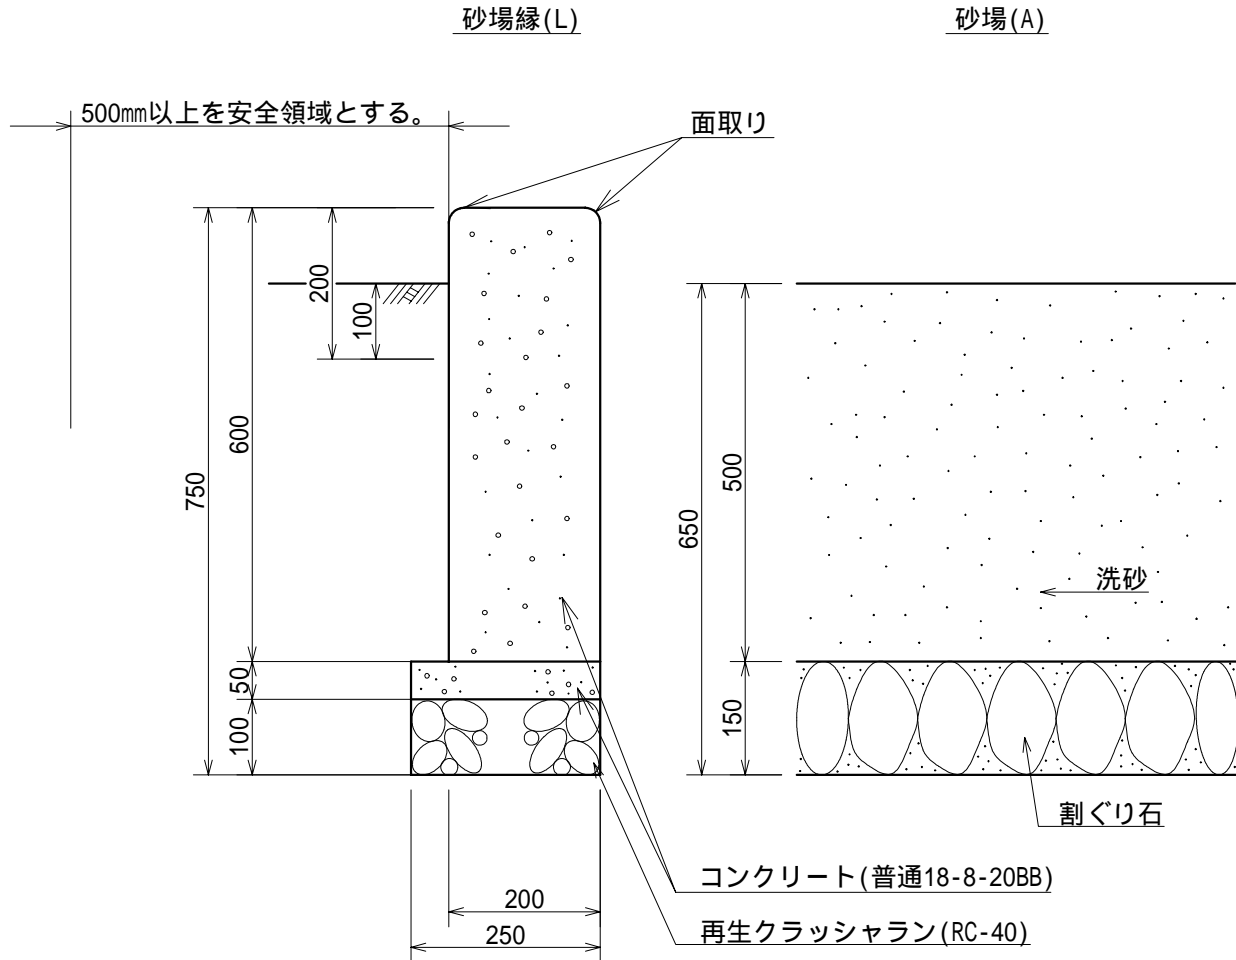 砂場縁(L)
砂場(A)
500mm以上を安全領域とする。
面取り
200
100
600
750
50
100
500
650
150
洗砂
割ぐり石
コンクリート(普通18-8-20BB)
200
再生クラッシャラン(RC-40)
250